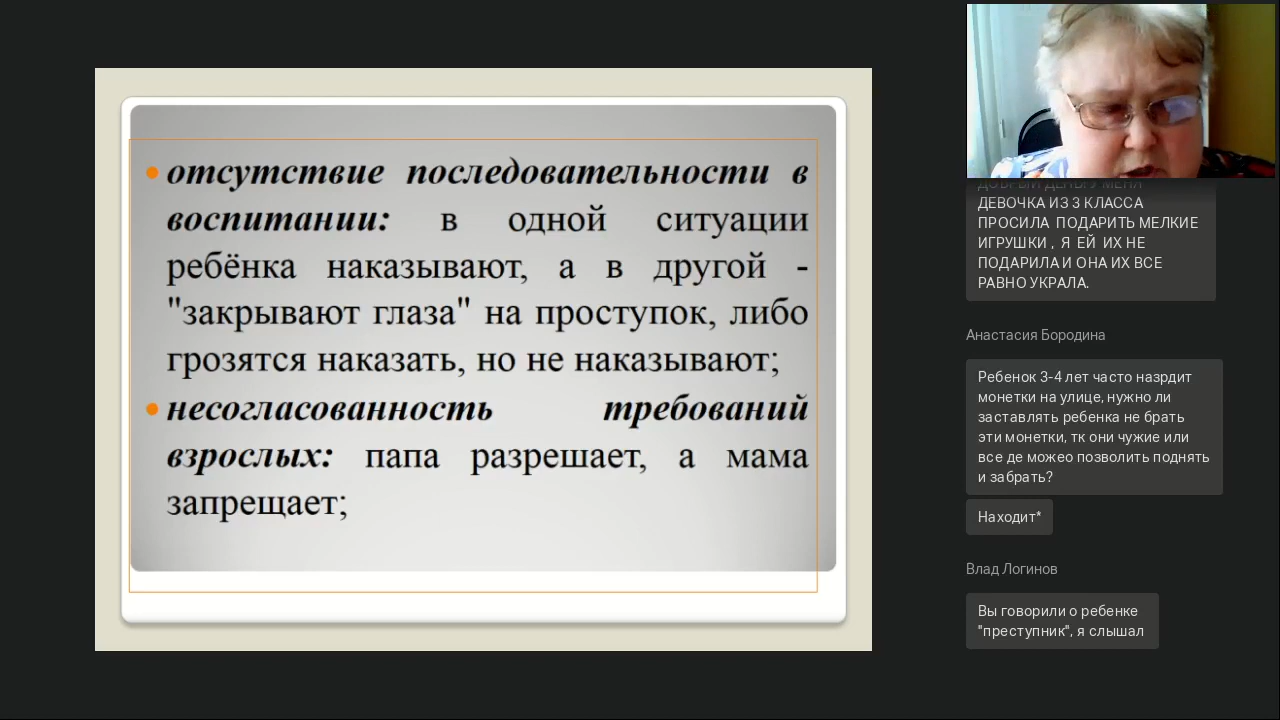 отсутствие последовательности в
воспитании: в одной ситуации
ребёнка наказывают, а в другой -
"закрывают глаза" на проступок, либо
грозятся наказать, но не наказывают;
несогласованность требований
взрослых: папа разрешает, а мама
запрещает;
ДОБРЫЙ ДЕНЬ! У МЕНЯ
ДЕВОЧКА ИЗ 3 КЛАССА
ПРОСИЛА ПОДАРИТЬ МЕЛКИЕ
ИГРУШКИ , Я ЕЙ ИХ НЕ
ПОДАРИЛА И ОНА ИХ ВСЕ
РАВНО УКРАЛА.
Анастасия Бородина
Ребенок 3-4 лет часто назрдит
монетки на улице, нужно ли
заставлять ребенка не брать
эти монетки, тк они чужие или
все де можео позволить поднять
и забрать?
Находит*
Влад Логинов
Вы говорили о ребенке
"преступник", я слышал